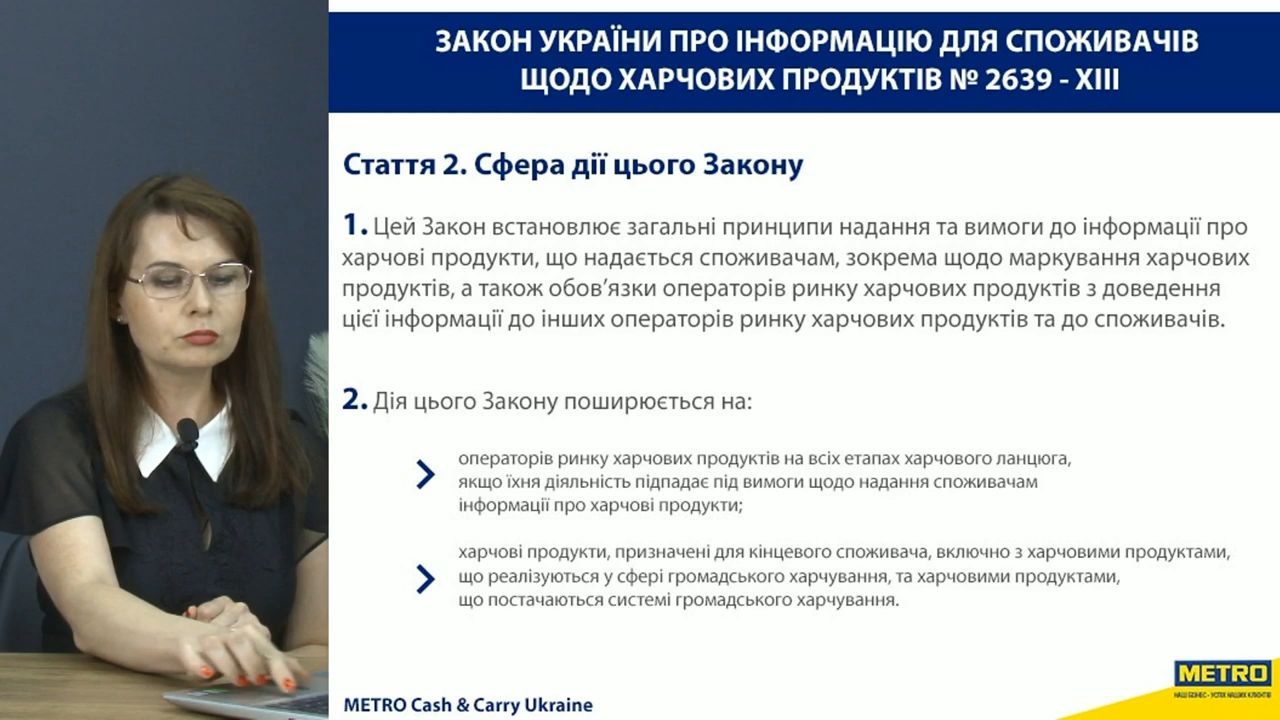 ЗАКОН УКРАЇНИ ПРО ІНФОРМАЦІЮ ДЛЯ СПОЖИВАЧІВ
ЩОДО ХАРЧОВИХ ПРОДУКТІВ № 2639 - XIII
Стаття 2. Сфера дії цього Закону
1. Цей Закон встановлює загальні принципи надання та вимоги до інформації про
харчові продукти, що надається споживачам, зокрема щодо маркування харчових
продуктів, а також обов’язки операторів ринку харчових продуктів з доведення
цієї інформації до інших операторів ринку харчових продуктів та до споживачів.
2. Дія цього Закону поширюється на:
операторів ринку харчових продуктів на всіх етапах харчового ланцюга,
якщо їхня діяльність підпадає під вимоги щодо надання споживачам
інформації про харчові продукти;
харчові продукти, призначені для кінцевого споживача, включно з харчовими продуктами,
що реалізуються у сфері громадського харчування, та харчовими продуктами,
що постачаються системі громадського харчування.
METRO
НАШ БІЗНЕС - УСПІХ НАШИХ КЛІЄНТІВ
METRO Cash & Carry Ukraine